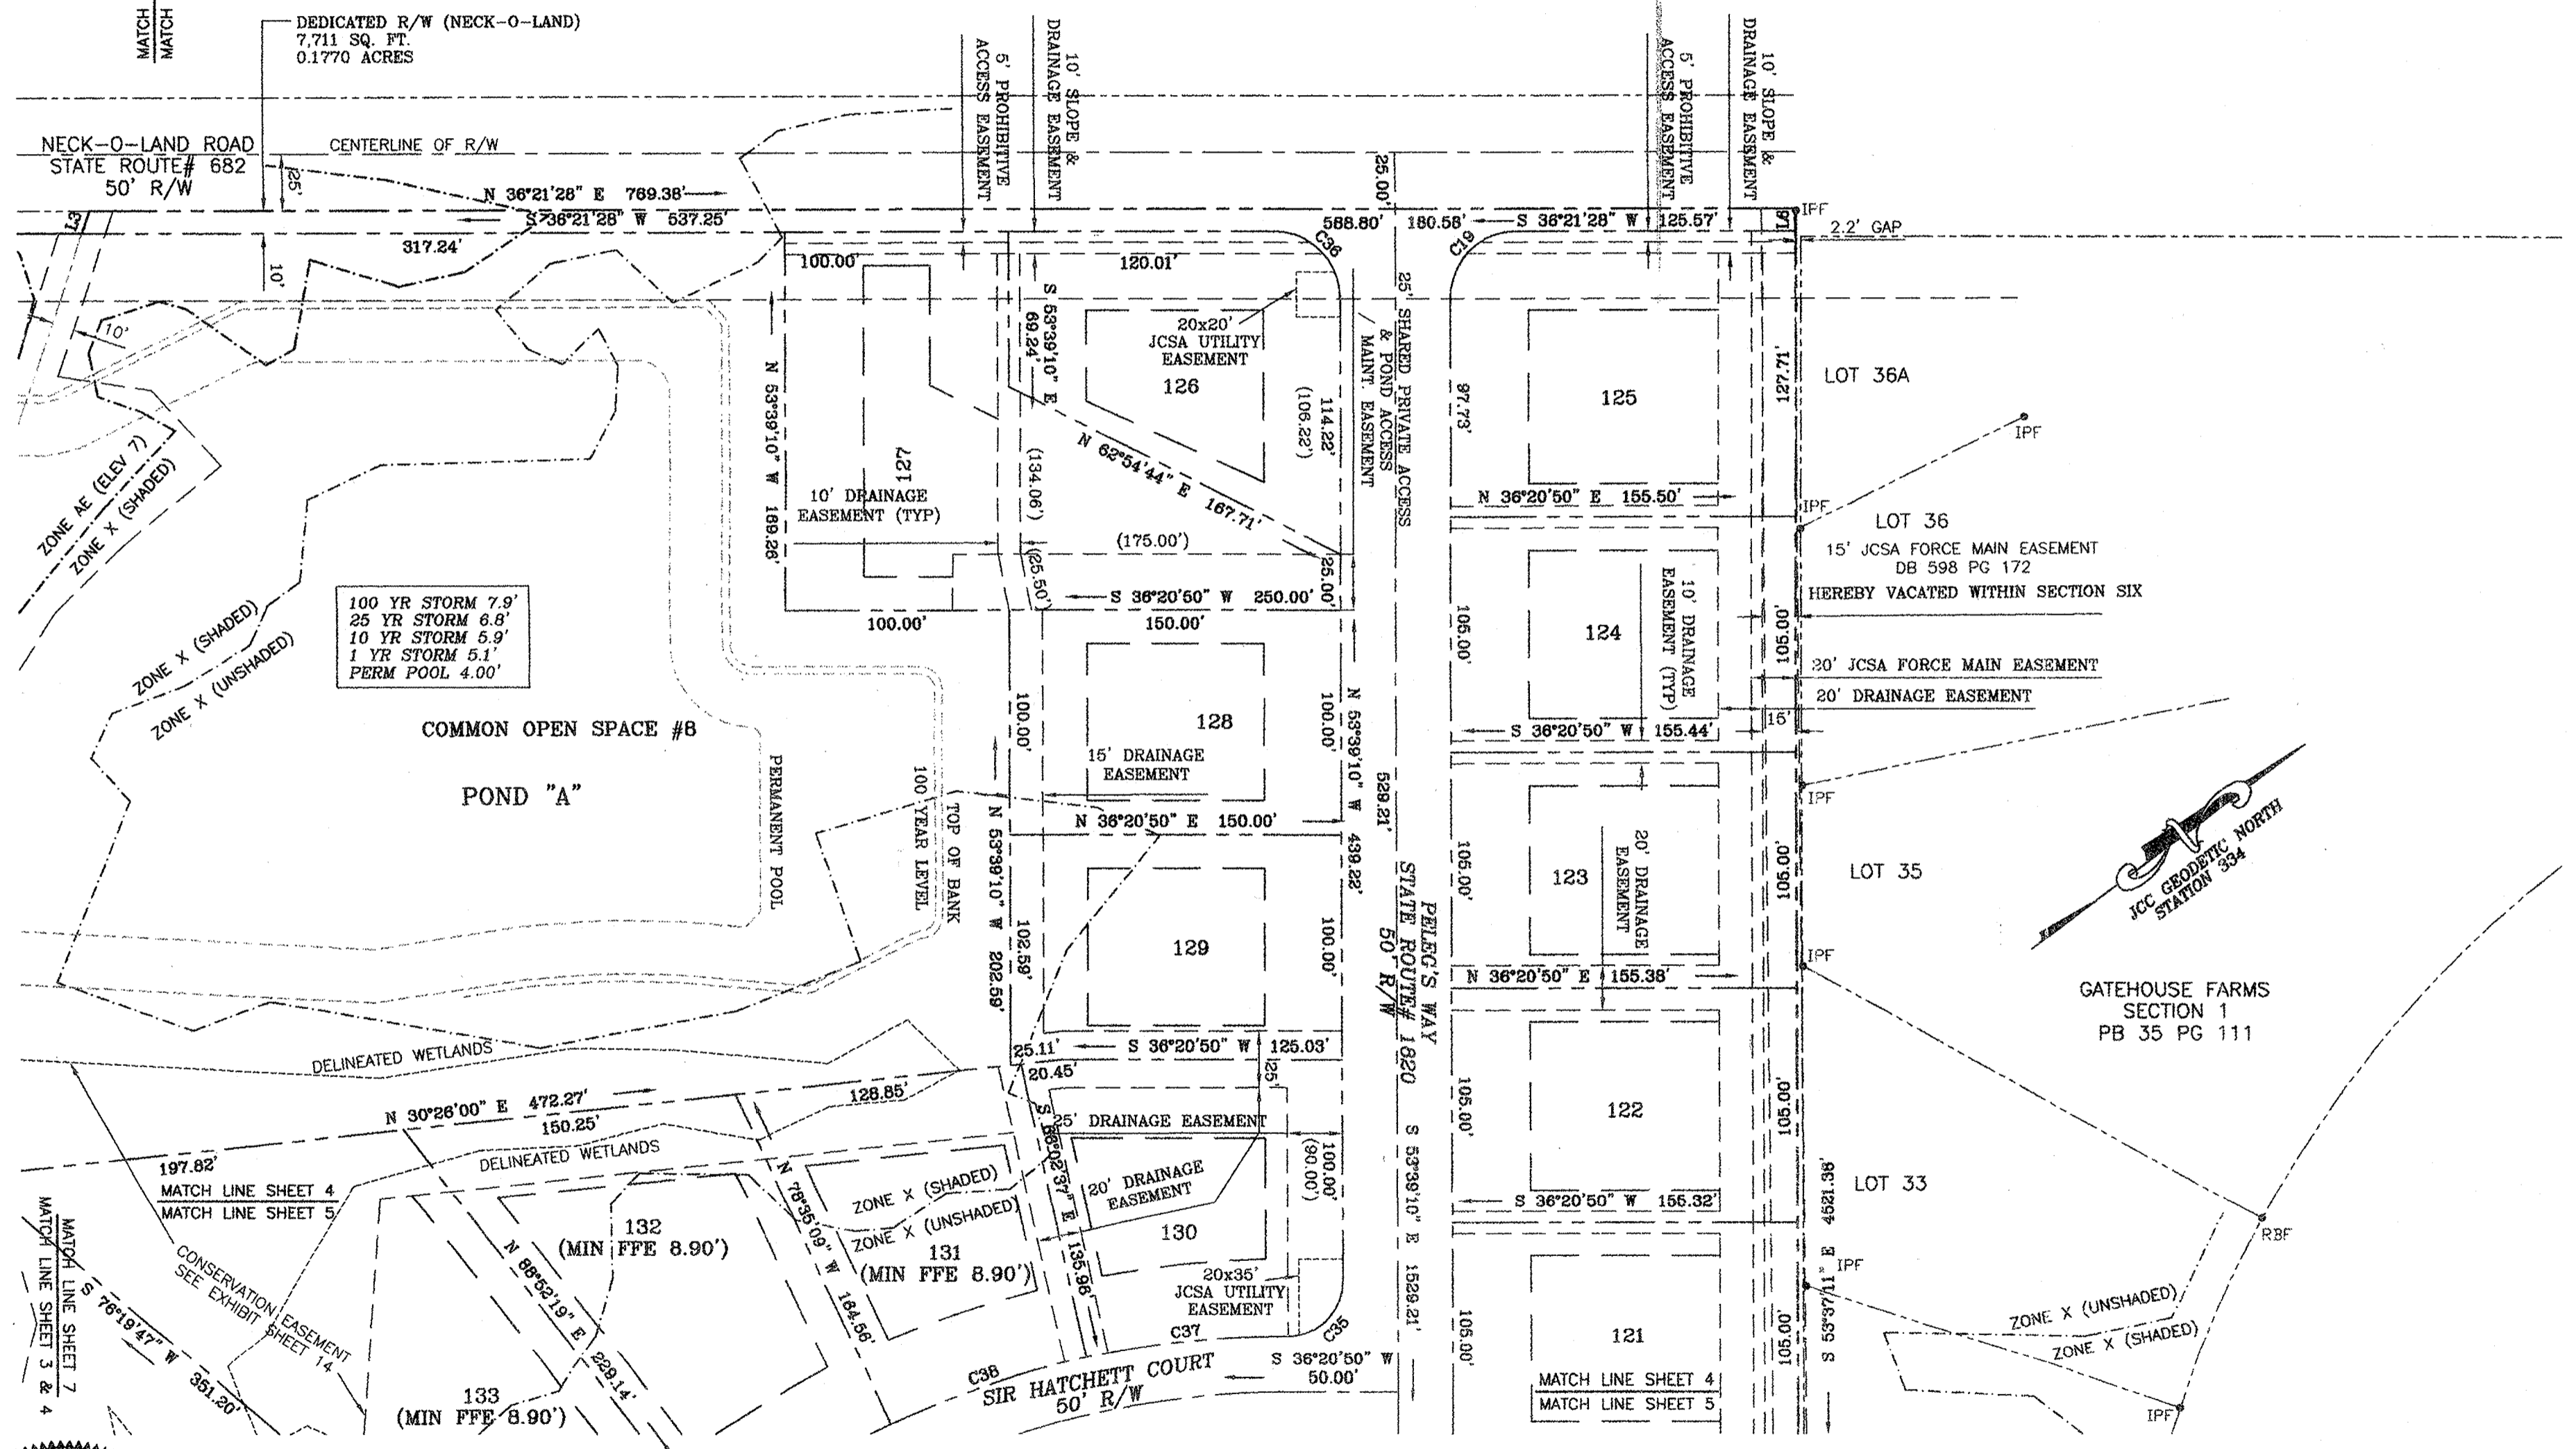 MATCH
MATCH
DEDICATED R/W (NECK-O-LAND)
7,711 SQ. FT.
0.1770 ACRES
5' PROHIBITIVE
ACCESS EASEMENT
10' SLOPE &
DRAINAGE EASEMENT
5' PROHIBITIVE
ACCESS EASEMENT
10' SLOPE &
DRAINAGE EASEMENT
NECK-O-LAND ROAD
STATE ROUTE# 682
50' R/W
CENTERLINE OF R/W
25'
25.00'
N 36°21'28" E 769.38'
S 36°21'28" W 537.25'
L3
317.24'
10'
10'
588.80'
180.58'
S 36°21'28" W 125.57'
L6
IPF
2.2' GAP
C36
C19
100.00'
120.01'
20x20'
JCSA UTILITY
EASEMENT
126
S 53°39'10" E
69.24'
N 53°39'10" W 169.26'
127
10' DRAINAGE
EASEMENT (TYP)
(134.06')
(25.50')
N 62°54'44" E 167.71'
(175.00')
114.22'
(106.22')
25.00'
25' SHARED PRIVATE ACCESS
& POND ACCESS
MAINT. EASEMENT
97.73'
125
127.71'
LOT 36A
IPF
N 36°20'50" E 155.50'
IPF
LOT 36
15' JCSA FORCE MAIN EASEMENT
DB 598 PG 172
HEREBY VACATED WITHIN SECTION SIX
ZONE AE (ELEV 7)
ZONE X (SHADED)
ZONE X (SHADED)
ZONE X (UNSHADED)
100 YR STORM 7.9'
25 YR STORM 6.8'
10 YR STORM 5.9'
1 YR STORM 5.1'
PERM POOL 4.00'
S 36°20'50" W 250.00'
100.00'
150.00'
105.00'
124
10' DRAINAGE
EASEMENT (TYP)
105.00'
20' JCSA FORCE MAIN EASEMENT
20' DRAINAGE EASEMENT
15'
S 36°20'50" W 155.44'
COMMON OPEN SPACE #8
POND "A"
PERMANENT POOL
100 YEAR LEVEL
TOP OF BANK
100.00'
128
15' DRAINAGE
EASEMENT
100.00'
N 53°39'10" W 439.22'
529.21'
N 36°20'50" E 150.00'
N 53°39'10" W 202.59'
102.59'
129
100.00'
PELEG'S WAY
STATE ROUTE# 1820
50' R/W
105.00'
123
20' DRAINAGE
EASEMENT
105.00'
IPF
LOT 35
IPF
JCC GEODETIC NORTH
STATION 334
N 36°20'50" E 155.38'
GATEHOUSE FARMS
SECTION 1
PB 35 PG 111
DELINEATED WETLANDS
25.11'
S 36°20'50" W 125.03'
20.45'
25'
N 30°26'00" E 472.27'
150.25'
128.85'
197.82'
DELINEATED WETLANDS
MATCH LINE SHEET 4
MATCH LINE SHEET 5
25' DRAINAGE EASEMENT
20' DRAINAGE
EASEMENT
130
100.00'
(90.00')
105.00'
122
105.00'
S 53°39'10" E 1529.21'
S 36°20'50" W 155.32'
LOT 33
S 53°37'11" E 4521.38'
RBF
IPF
ZONE X (SHADED)
ZONE X (UNSHADED)
131
(MIN FFE 8.90')
132
(MIN FFE 8.90')
N 78°35'09" W 164.56'
135.96'
N 88°52'19" E 229.14'
20x35'
JCSA UTILITY
EASEMENT
C35
C37
C38
SIR HATCHETT COURT
50' R/W
S 36°20'50" W
50.00'
105.00'
121
105.00'
MATCH LINE SHEET 4
MATCH LINE SHEET 5
ZONE X (UNSHADED)
ZONE X (SHADED)
IPF
MATCH LINE SHEET 7
MATCH LINE SHEET 3 & 4
S 76°19'47" W 351.20'
CONSERVATION EASEMENT
SEE EXHIBIT SHEET 14
133
(MIN FFE 8.90')